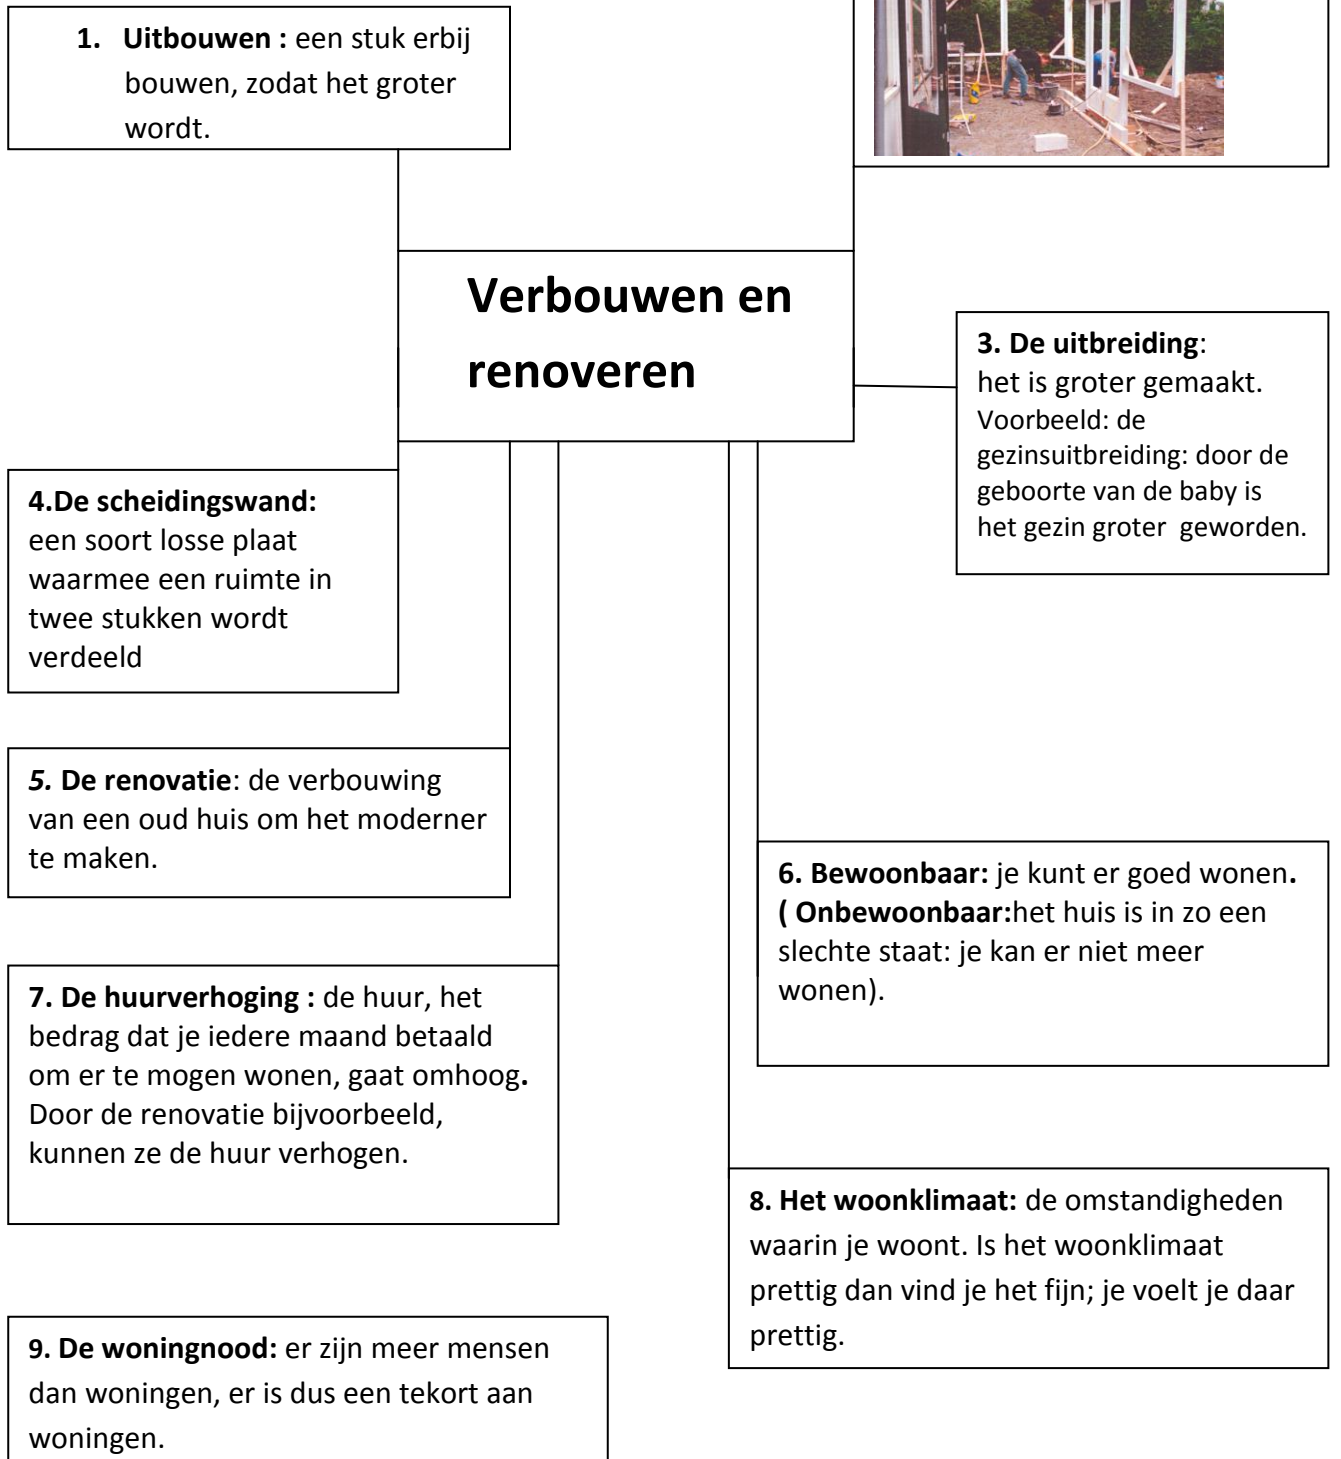 1. Uitbouwen : een stuk erbij
bouwen, zodat het groter
wordt.
Verbouwen en
renoveren
3. De uitbreiding:
het is groter gemaakt.
Voorbeeld: de
gezinsuitbreiding: door de
geboorte van de baby is
het gezin groter  geworden.
4.De scheidingswand:
een soort losse plaat
waarmee een ruimte in
twee stukken wordt
verdeeld
5. De renovatie: de verbouwing
van een oud huis om het moderner
te maken.
6. Bewoonbaar: je kunt er goed wonen.
( Onbewoonbaar:het huis is in zo een
slechte staat: je kan er niet meer
wonen).
7. De huurverhoging : de huur, het
bedrag dat je iedere maand betaald
om er te mogen wonen, gaat omhoog.
Door de renovatie bijvoorbeeld,
kunnen ze de huur verhogen.
8. Het woonklimaat: de omstandigheden
waarin je woont. Is het woonklimaat
prettig dan vind je het fijn; je voelt je daar
prettig.
9. De woningnood: er zijn meer mensen
dan woningen, er is dus een tekort aan
woningen.